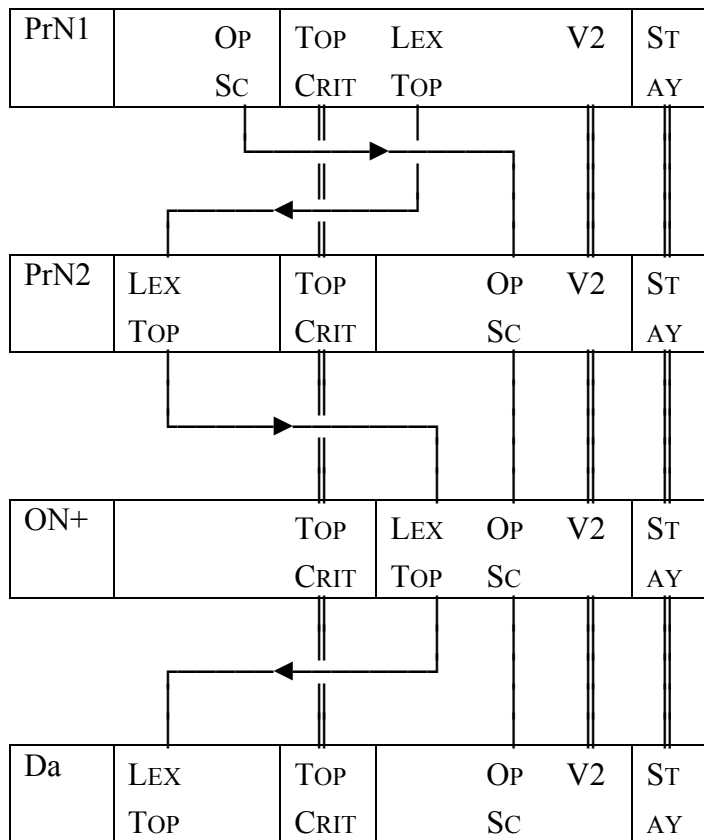 PrN1 OP TOP LEX V2 ST
SC CRIT TOP AY
PrN2 LEX TOP OP V2 ST
TOP CRIT SC AY
ON+ TOP LEX OP V2 ST
CRIT TOP SC AY
Da LEX TOP OP V2 ST
TOP CRIT SC AY